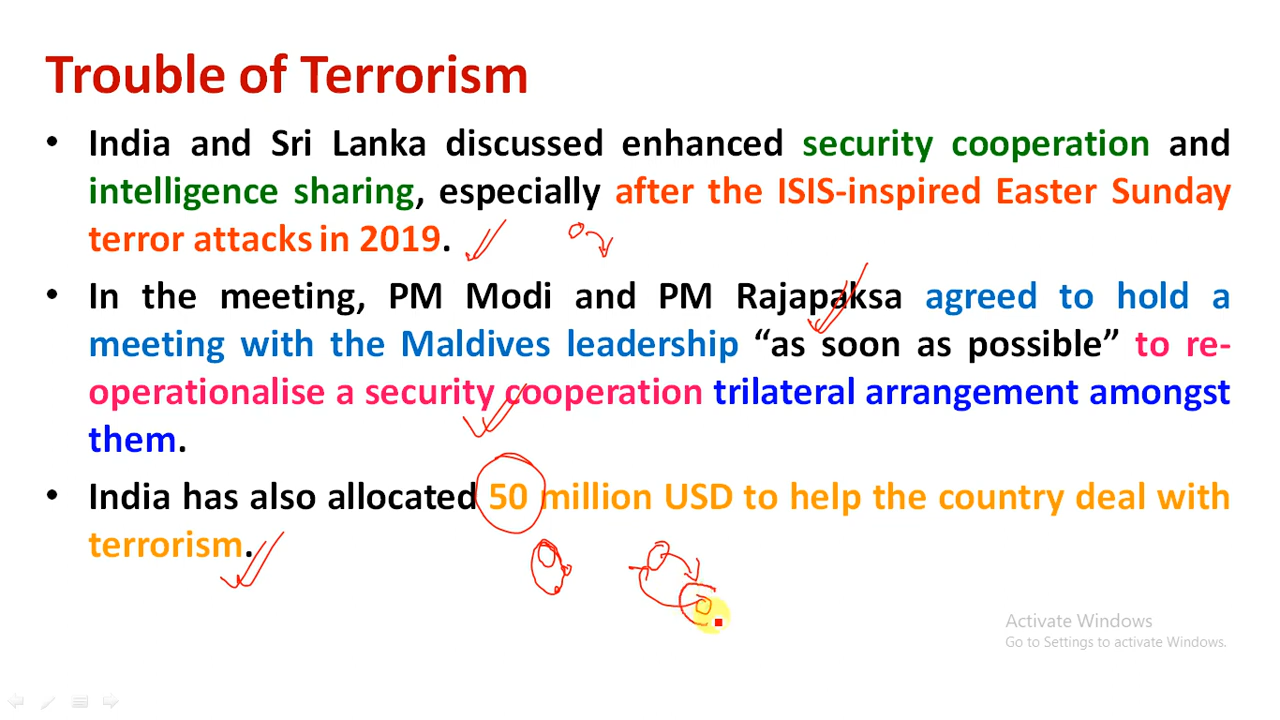 Trouble of Terrorism
• India and Sri Lanka discussed enhanced security cooperation and
intelligence sharing, especially after the ISIS-inspired Easter Sunday
terror attacks in 2019.
• In the meeting, PM Modi and PM Rajapaksa agreed to hold a
meeting with the Maldives leadership “as soon as possible” to re-
operationalise a security cooperation trilateral arrangement amongst
them.
• India has also allocated 50 million USD to help the country deal with
terrorism.
Activate Windows
Go to Settings to activate Windows.